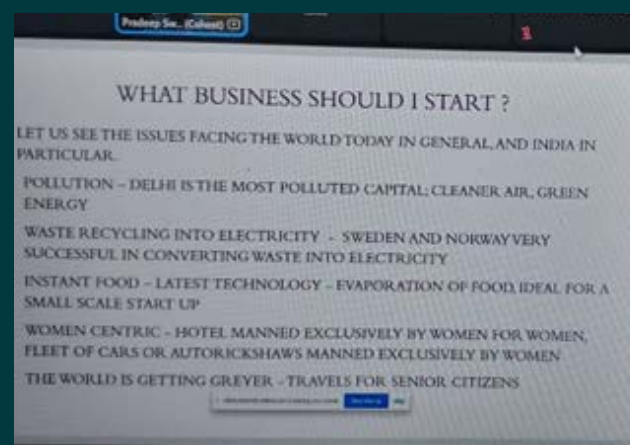 Pradeep Sw... (Cohost)
WHAT BUSINESS SHOULD I START ?
LET US SEE THE ISSUES FACING THE WORLD TODAY IN GENERAL, AND INDIA IN
PARTICULAR.
POLLUTION – DELHI IS THE MOST POLLUTED CAPITAL; CLEANER AIR, GREEN
ENERGY
WASTE RECYCLING INTO ELECTRICITY - SWEDEN AND NORWAY VERY
SUCCESSFUL IN CONVERTING WASTE INTO ELECTRICITY
INSTANT FOOD – LATEST TECHNOLOGY – EVAPORATION OF FOOD, IDEAL FOR A
SMALL SCALE START UP
WOMEN CENTRIC – HOTEL MANNED EXCLUSIVELY BY WOMEN FOR WOMEN,
FLEET OF CARS OR AUTORICKSHAWS MANNED EXCLUSIVELY BY WOMEN
THE WORLD IS GETTING GREYER – TRAVELS FOR SENIOR CITIZENS